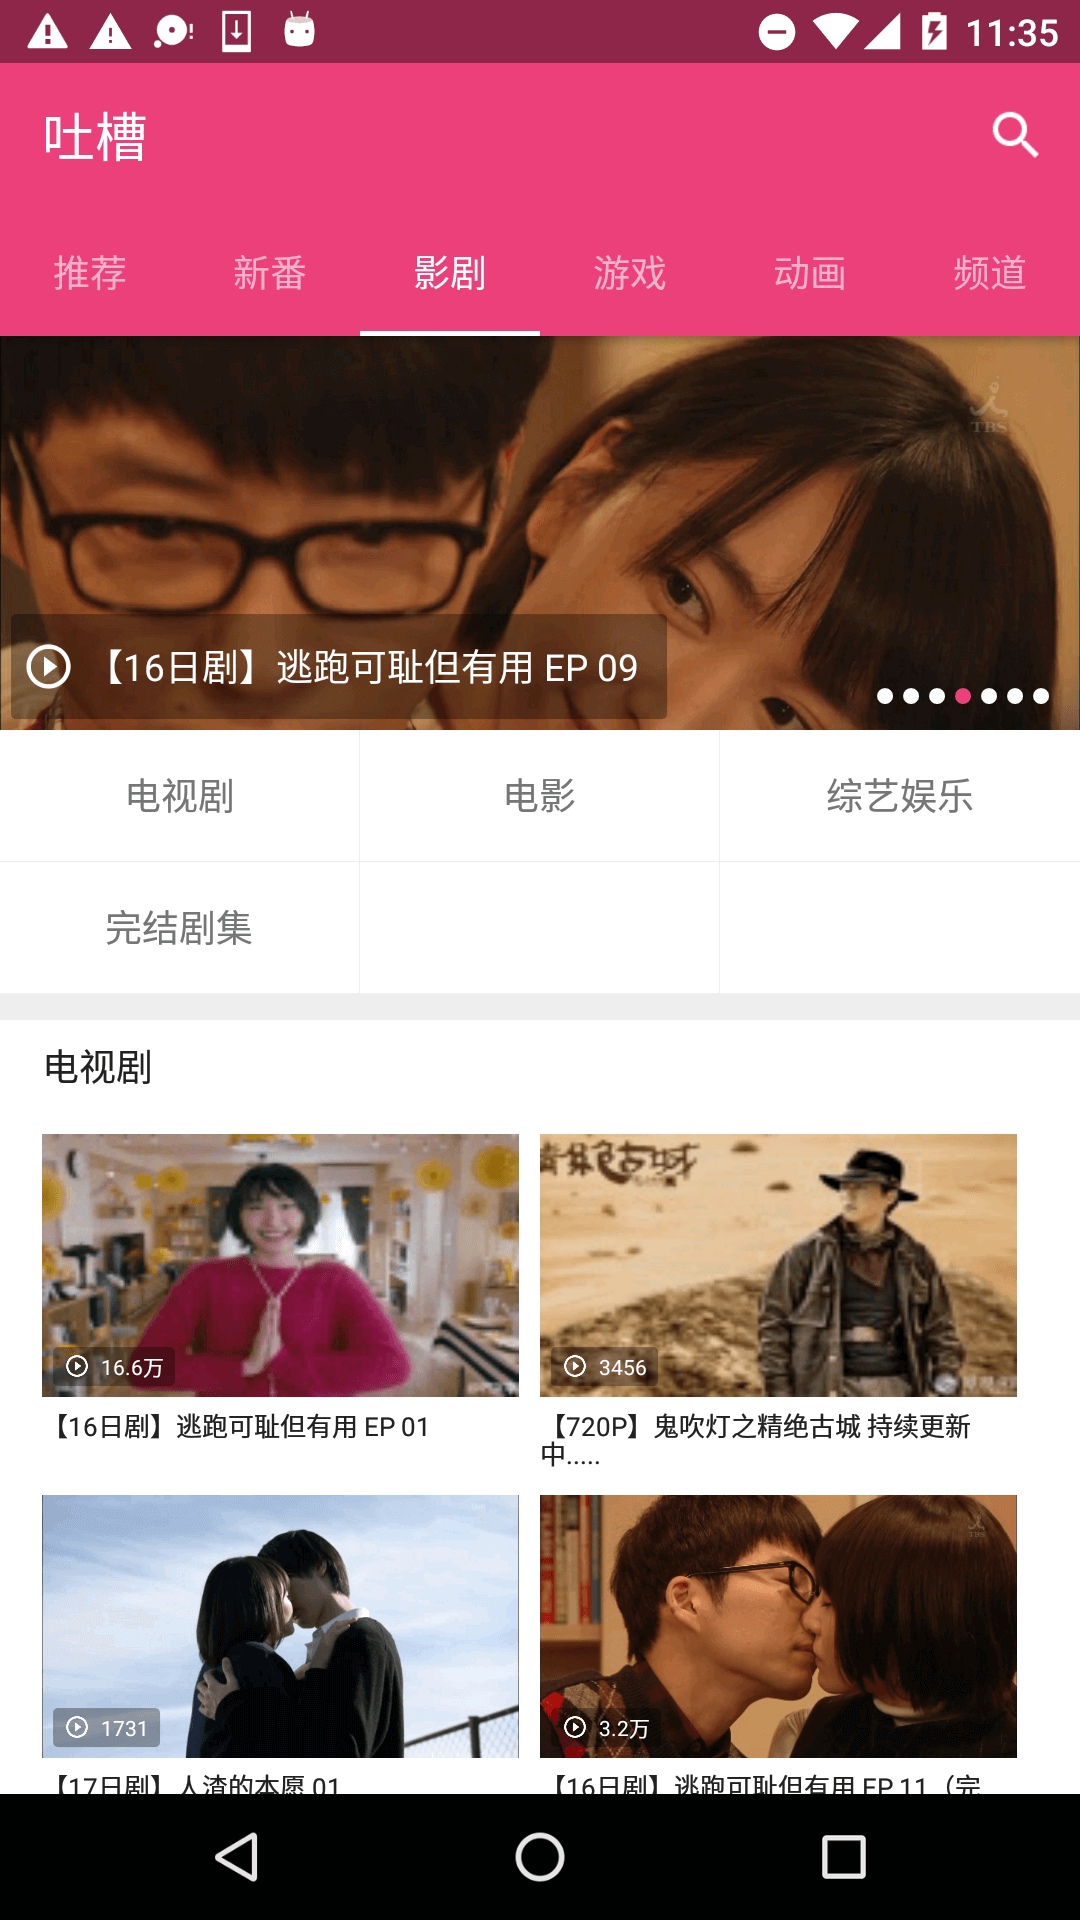 11:35
吐槽
推荐 新番 影剧 游戏 动画 频道
TBS
【16日剧】逃跑可耻但有用 EP 09
电视剧 电影 综艺娱乐
完结剧集
电视剧
16.6万
3456
【16日剧】逃跑可耻但有用 EP 01
【720P】鬼吹灯之精绝古城 持续更新
中.....
1731
3.2万
【17日剧】人渣的本愿 01
【16日剧】逃跑可耻但有用 EP 11（完